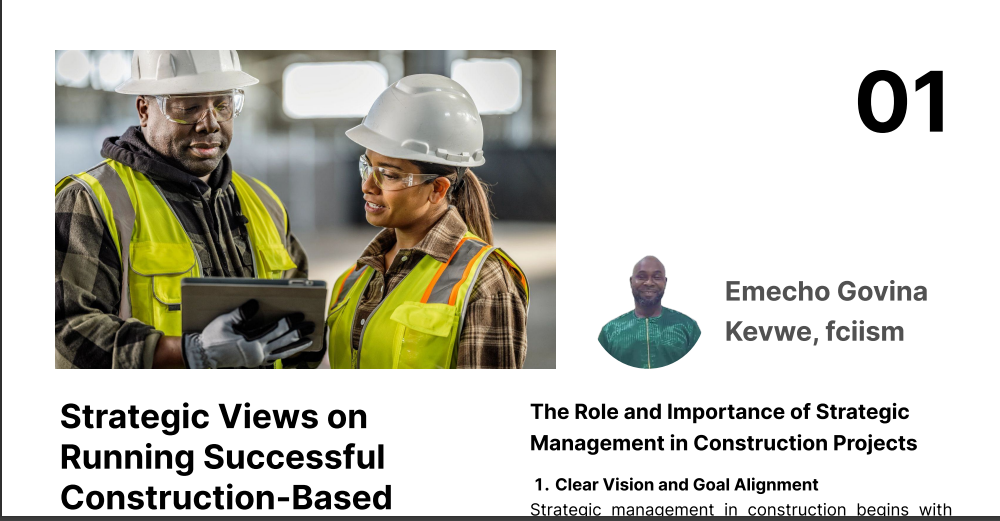 01
Emecho Govina
Kevwe, fciism
Strategic Views on
Running Successful
Construction-Based
The Role and Importance of Strategic
Management in Construction Projects
1. Clear Vision and Goal Alignment
Strategic management in construction begins with